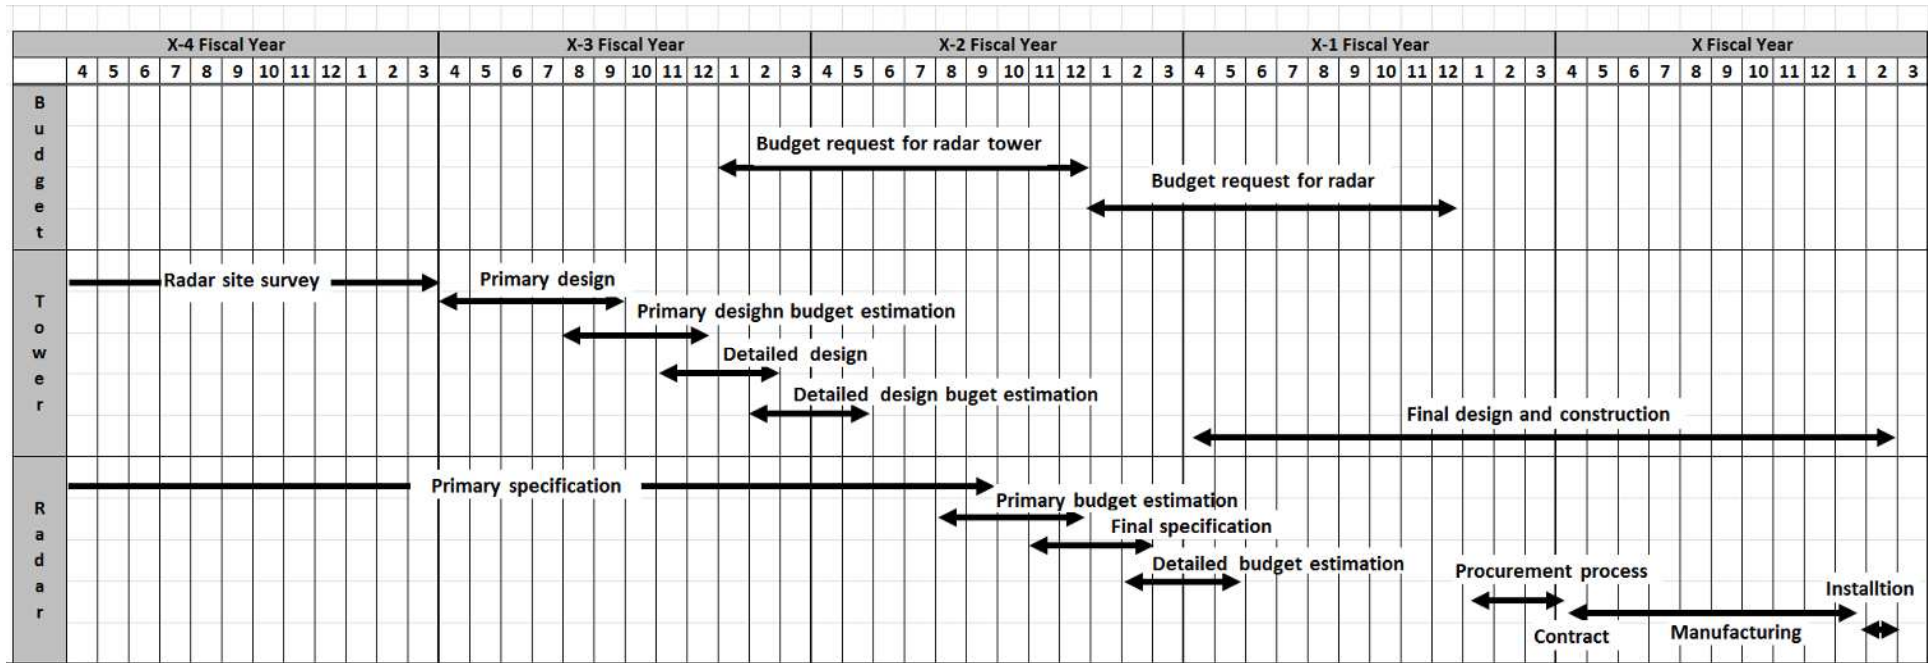 X-4 Fiscal Year X-3 Fiscal Year X-2 Fiscal Year X-1 Fiscal Year X Fiscal Year
4 5 6 7 8 9 10 11 12 1 2 3 4 5 6 7 8 9 10 11 12 1 2 3 4 5 6 7 8 9 10 11 12 1 2 3 4 5 6 7 8 9 10 11 12 1 2 3 4 5 6 7 8 9 10 11 12 1 2 3
Budget
Budget request for radar tower
Budget request for radar
Tower
Radar site survey
Primary design
Primary desighn budget estimation
Detailed design
Detailed design buget estimation
Final design and construction
Radar
Primary specification
Primary budget estimation
Final specification
Detailed budget estimation
Procurement process
Installtion
Contract
Manufacturing